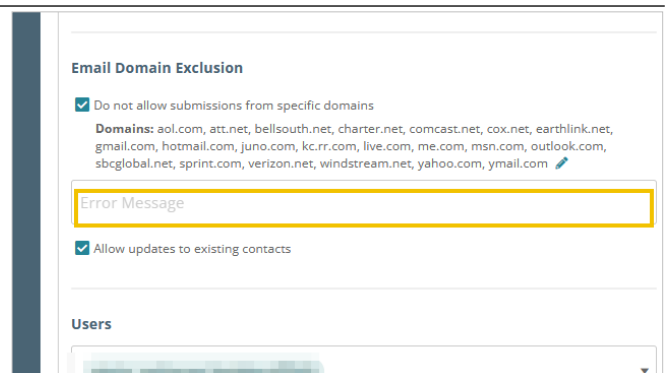 Email Domain Exclusion
Do not allow submissions from specific domains
Domains: aol.com, att.net, bellsouth.net, charter.net, comcast.net, cox.net, earthlink.net,
gmail.com, hotmail.com, juno.com, kc.rr.com, live.com, me.com, msn.com, outlook.com,
sbcglobal.net, sprint.com, verizon.net, windstream.net, yahoo.com, ymail.com
Error Message
Allow updates to existing contacts
Users